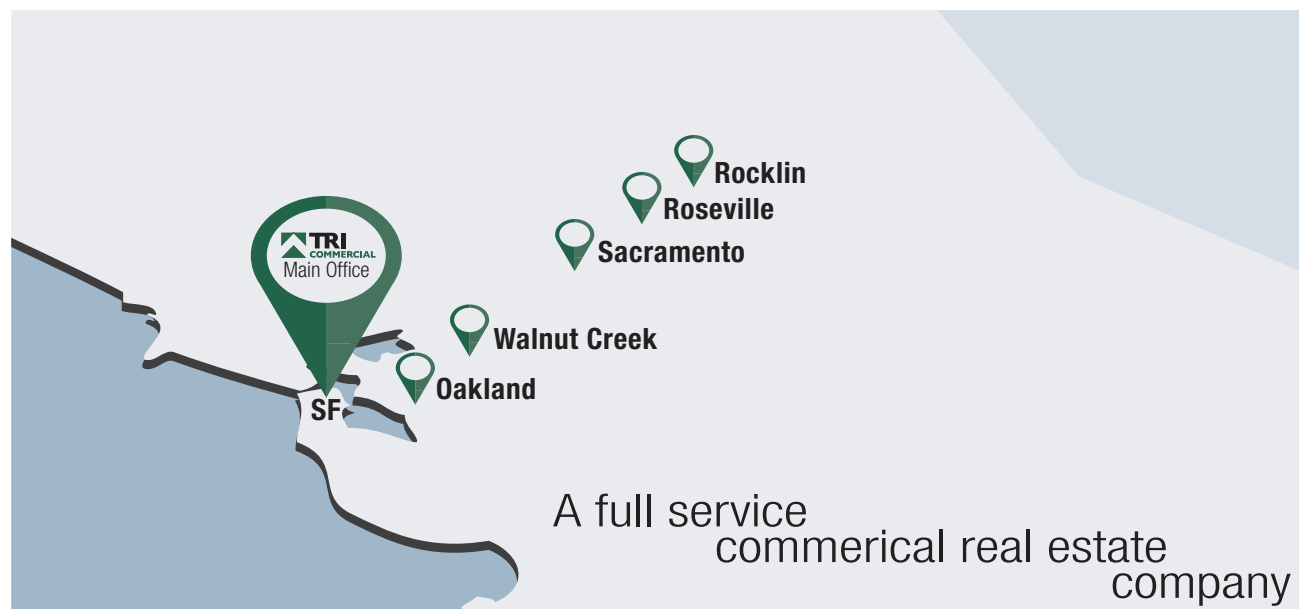 Rocklin
Roseville
TRI
COMMERCIAL
Main Office
Sacramento
Walnut Creek
Oakland
SF
A full service
commerical real estate
company